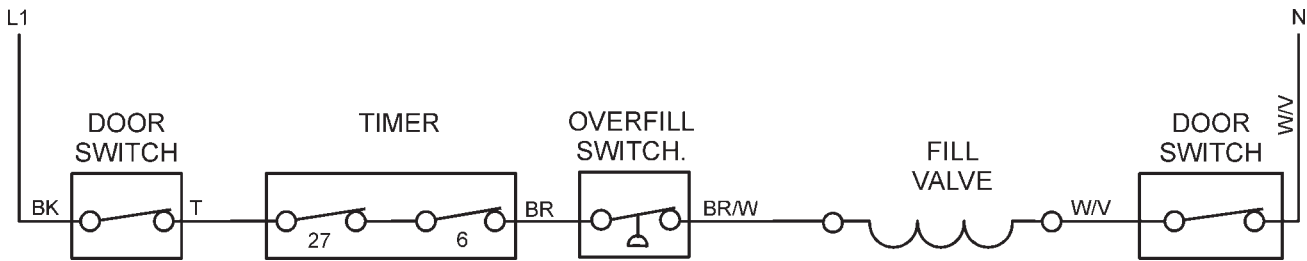 L1
N
DOOR
SWITCH
TIMER
OVERFILL
SWITCH.
FILL
VALVE
DOOR
SWITCH
W/V
BK
T
27
6
BR
BR/W
W/V